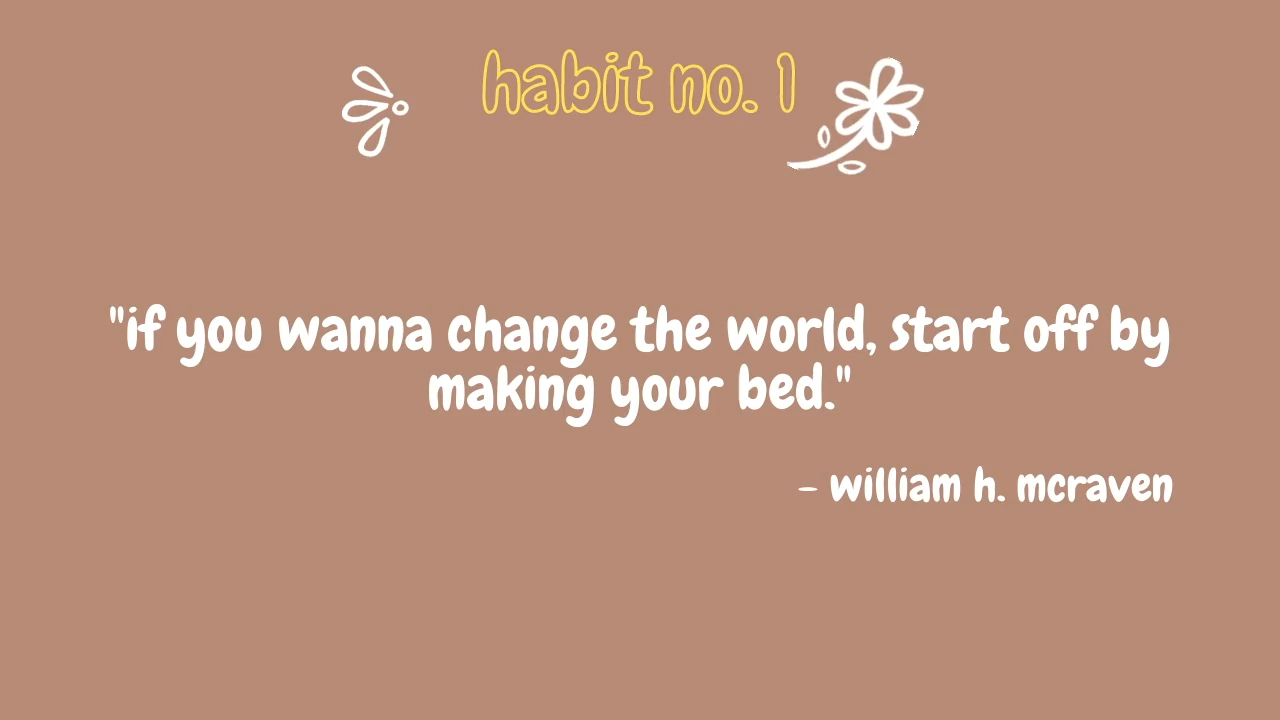 habit no. 1
"if you wanna change the world, start off by
making your bed."
- william h. mcraven